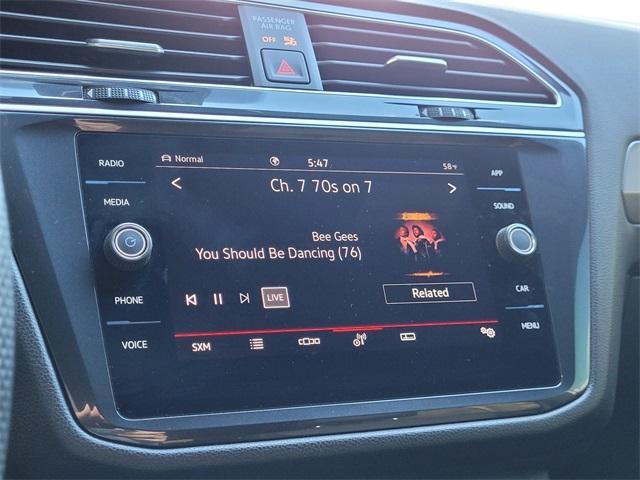 PASSENGER
AIR BAG
OFF
RADIO
MEDIA
PHONE
VOICE
Normal
5:47
58°F
Ch. 7 70s on 7
Bee Gees
You Should Be Dancing (76)
LIVE
Related
SXM
APP
SOUND
CAR
MENU